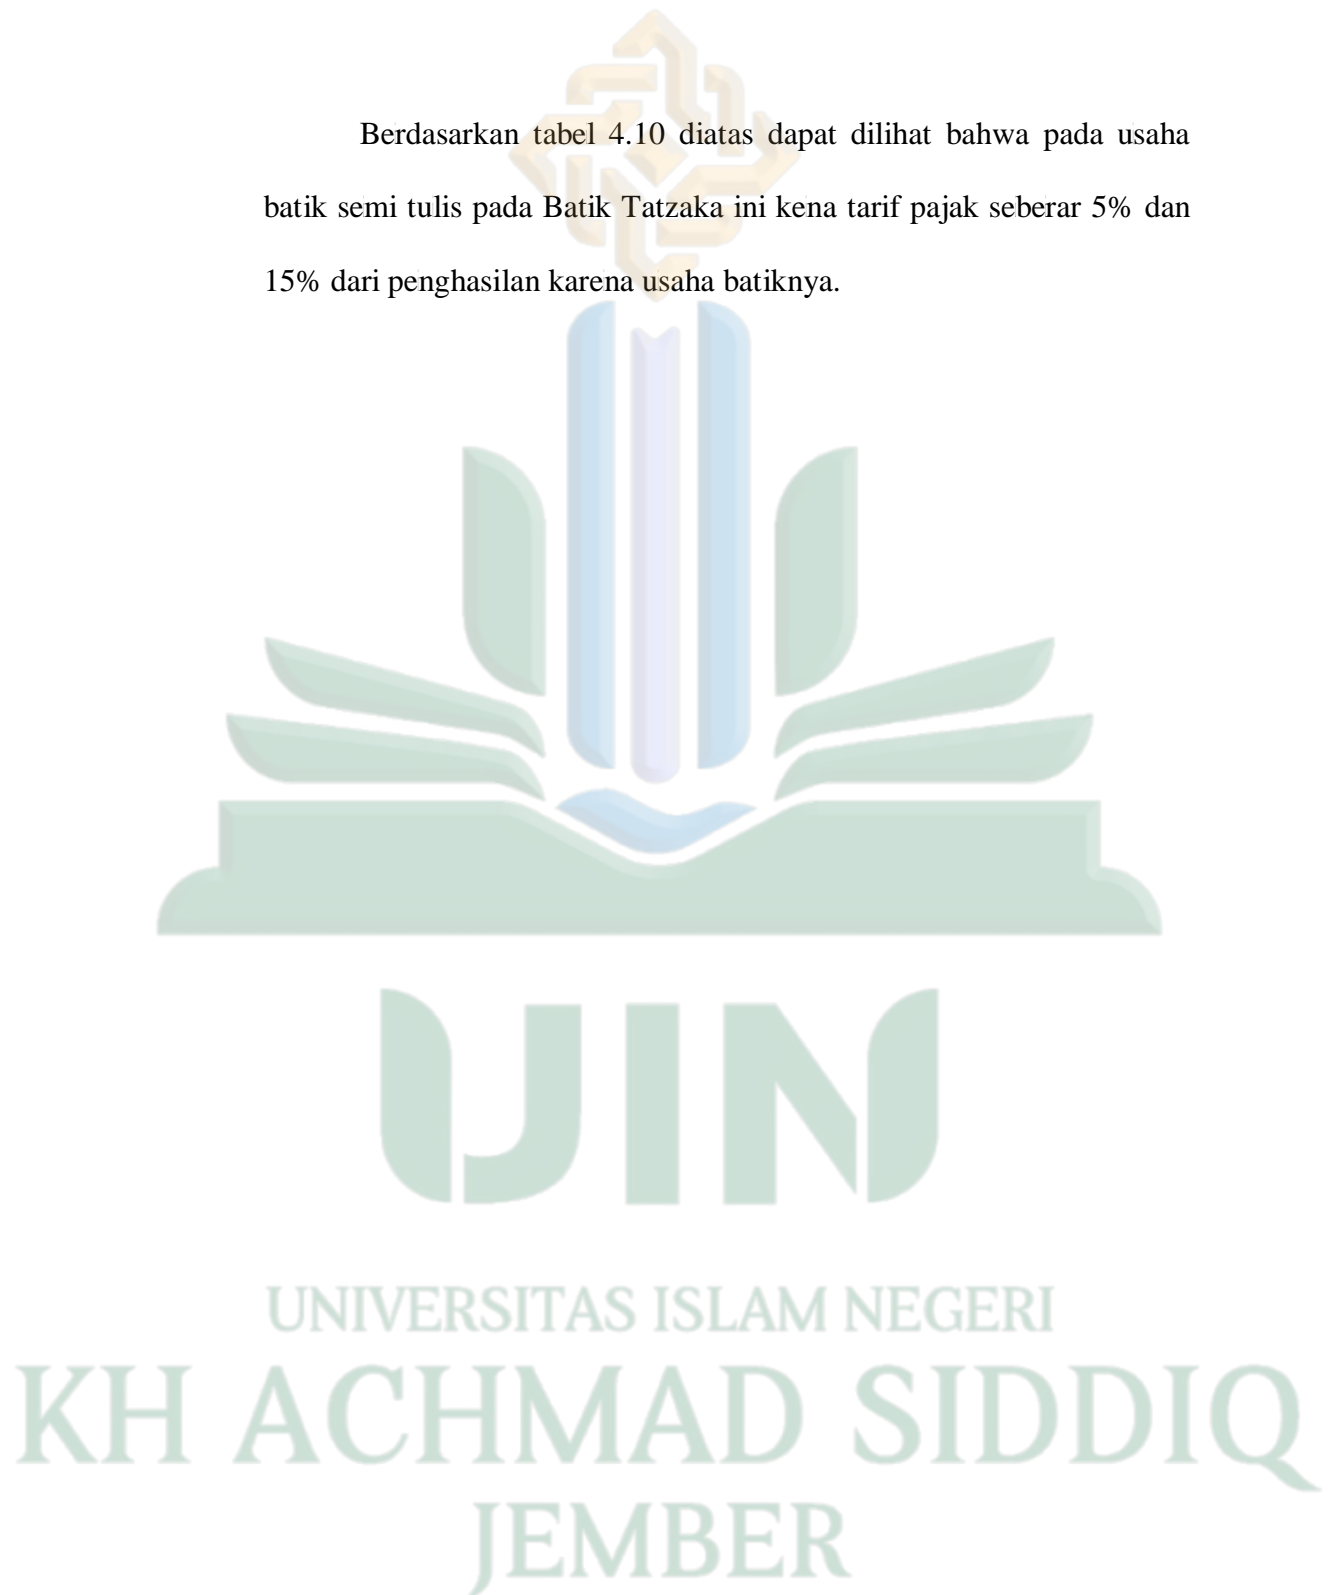 Berdasarkan tabel 4.10 diatas dapat dilihat bahwa pada usaha
batik semi tulis pada Batik Tatzaka ini kena tarif pajak seberar 5% dan
15% dari penghasilan karena usaha batiknya.
UIN
UNIVERSITAS ISLAM NEGERI
KH ACHMAD SIDDIQ
JEMBER